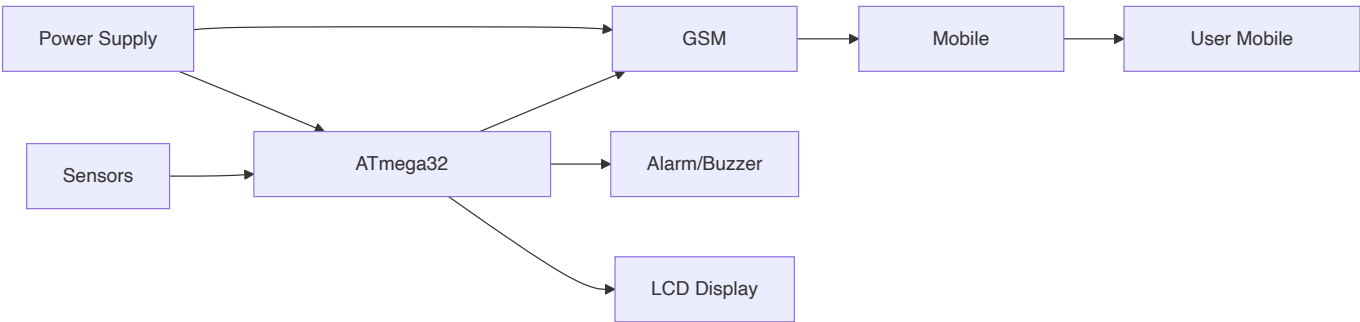 Power Supply
GSM
Mobile
User Mobile
Sensors
ATmega32
Alarm/Buzzer
LCD Display